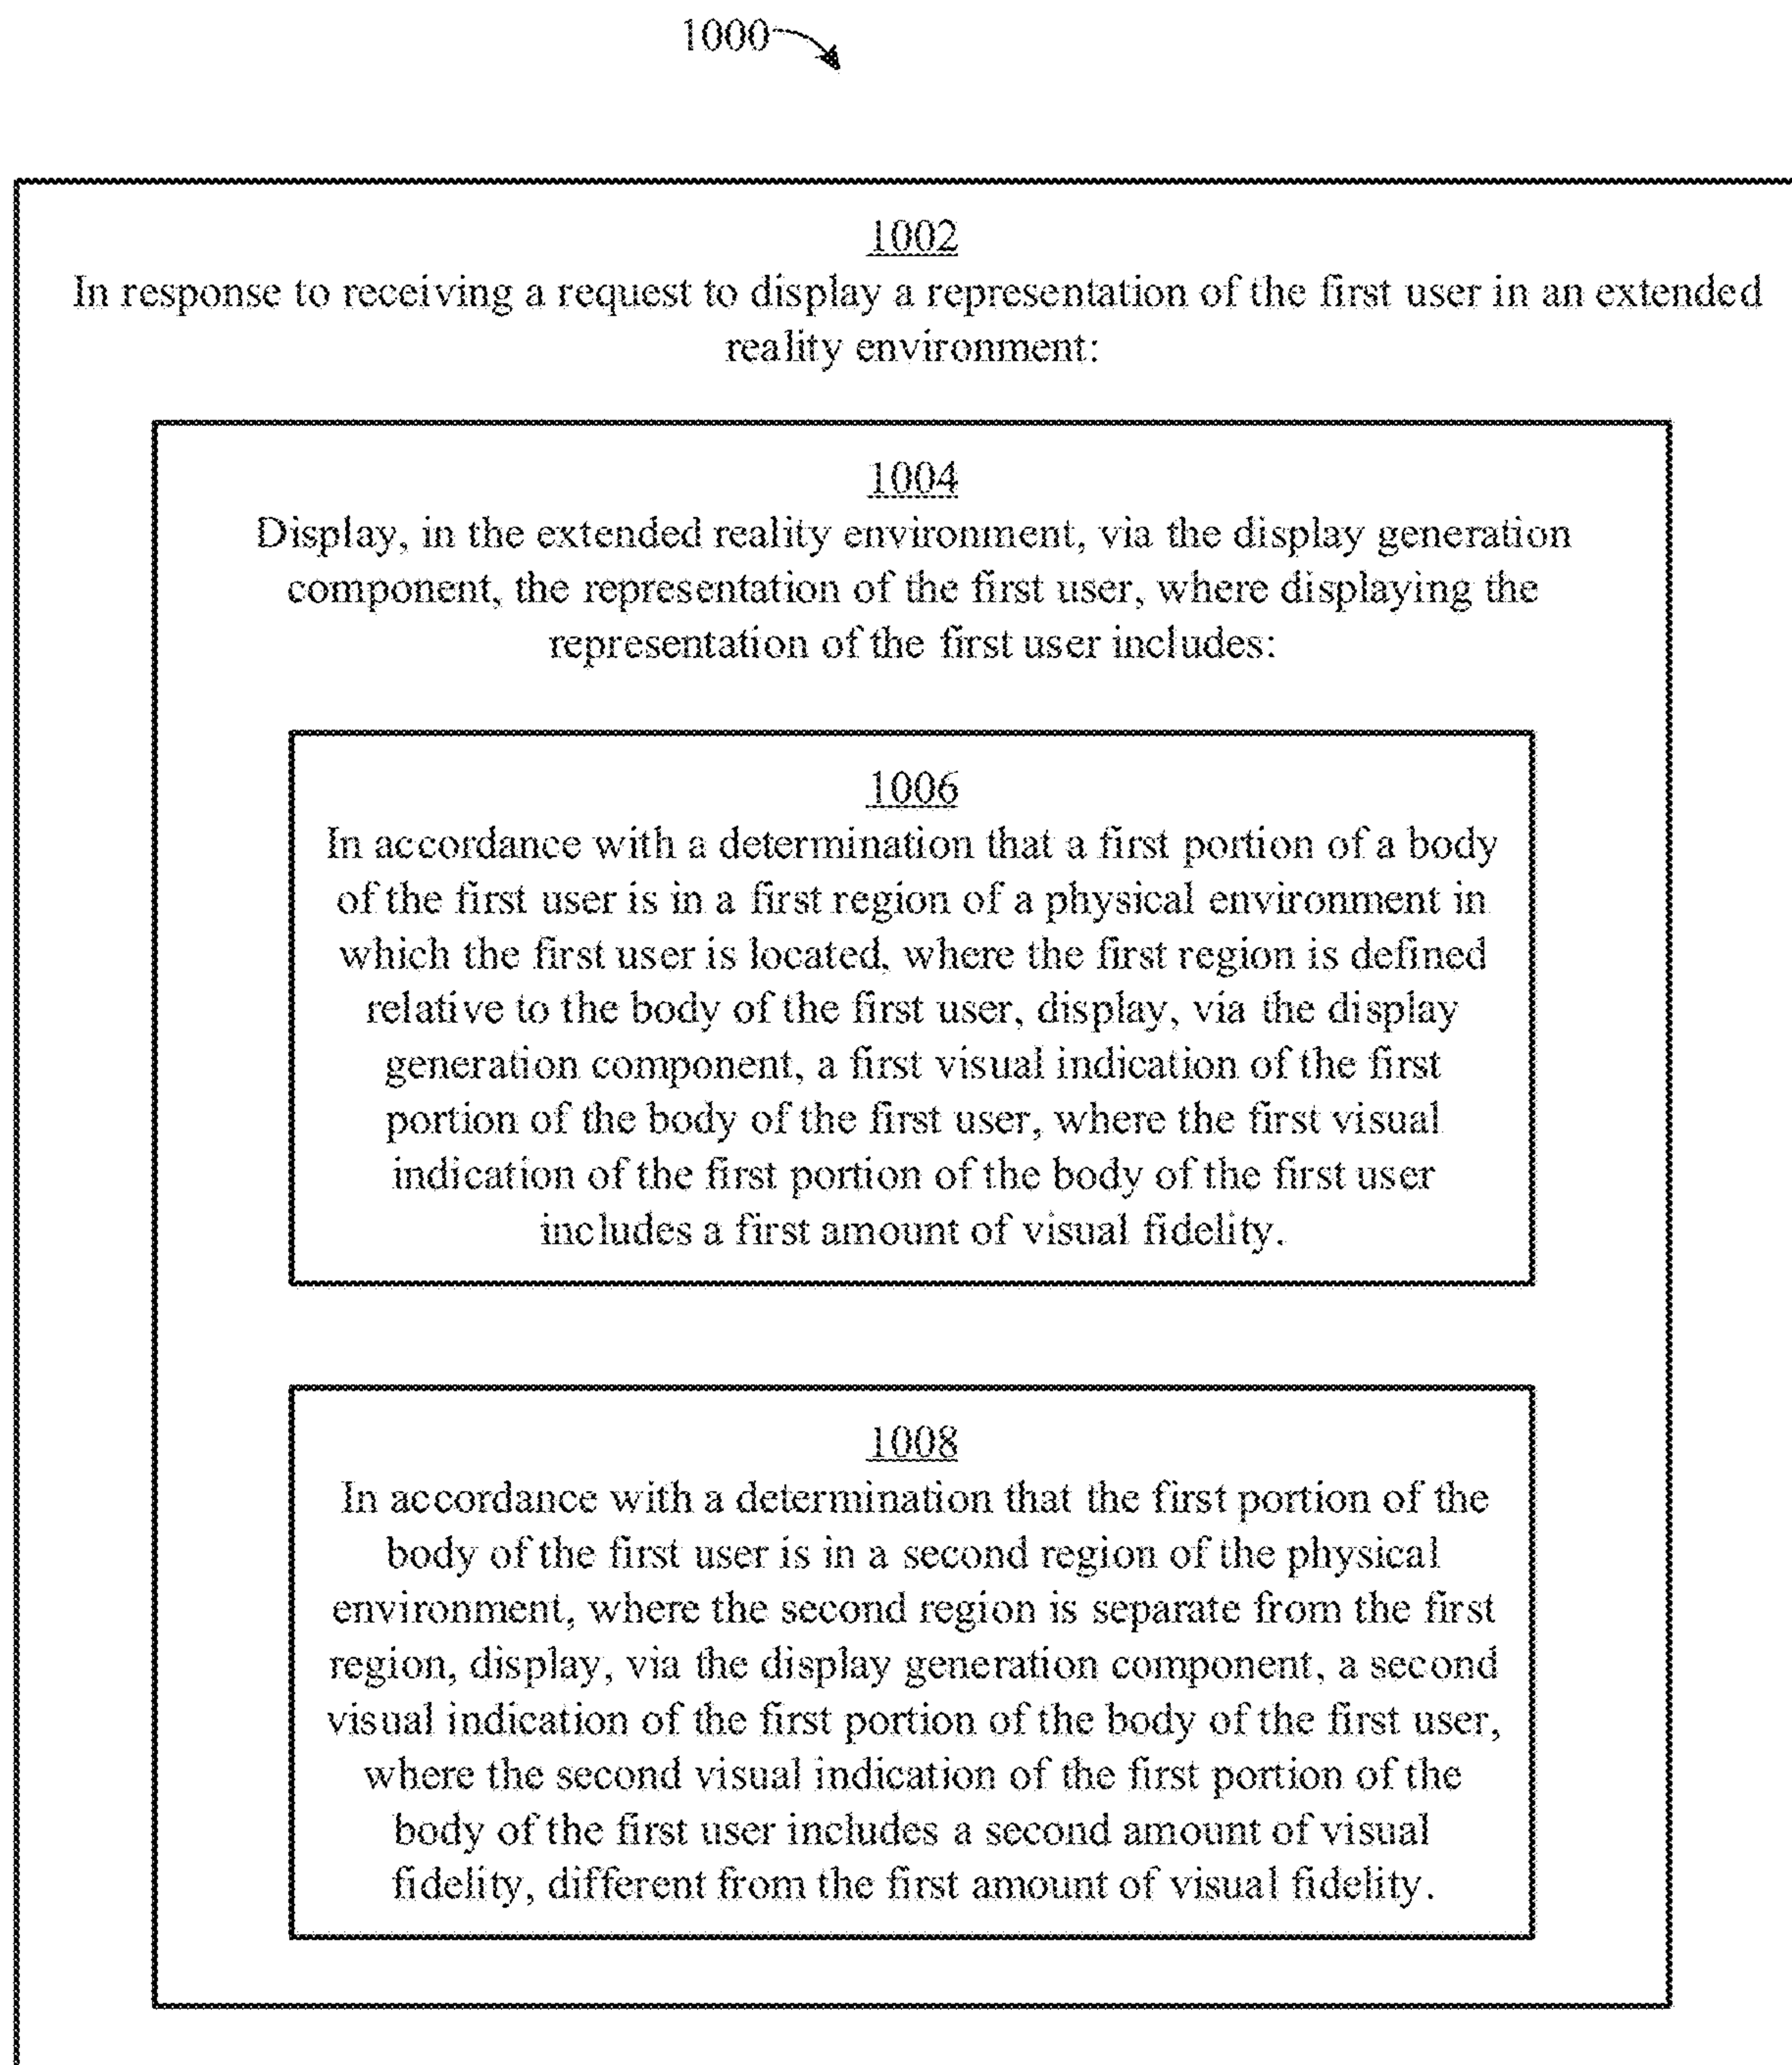 1000
1002
In response to receiving a request to display a representation of the first user in an extended
reality environment:
1004
Display, in the extended reality environment, via the display generation
component, the representation of the first user, where displaying the
representation of the first user includes:
1006
In accordance with a determination that a first portion of a body
of the first user is in a first region of a physical environment in
which the first user is located, where the first region is defined
relative to the body of the first user, display, via the display
generation component, a first visual indication of the first
portion of the body of the first user, where the first visual
indication of the first portion of the body of the first user
includes a first amount of visual fidelity.
1008
In accordance with a determination that the first portion of the
body of the first user is in a second region of the physical
environment, where the second region is separate from the first
region, display, via the display generation component, a second
visual indication of the first portion of the body of the first user,
where the second visual indication of the first portion of the
body of the first user includes a second amount of visual
fidelity, different from the first amount of visual fidelity.